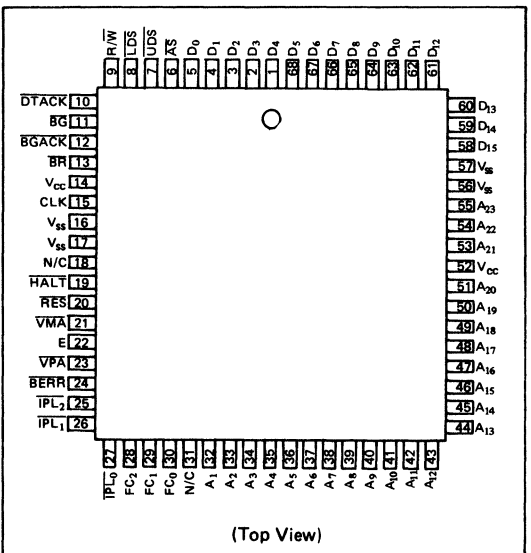 R/W LDS UDS AS D0 D1 D2 D3 D4 D5 D6 D7 D8 D9 D10 D11 D12
9 8 7 6 5 4 3 2 1 68 67 66 65 64 63 62 61
DTACK 10
BG 11
BGACK 12
BR 13
VCC 14
CLK 15
VSS 16
VSS 17
N/C 18
HALT 19
RES 20
VMA 21
E 22
VPA 23
BERR 24
IPL2 25
IPL1 26
60 D13
59 D14
58 D15
57 VSS
56 VSS
55 A23
54 A22
53 A21
52 VCC
51 A20
50 A19
49 A18
48 A17
47 A16
46 A15
45 A14
44 A13
27 28 29 30 31 32 33 34 35 36 37 38 39 40 41 42 43
IPL0 FC2 FC1 FC0 N/C A1 A2 A3 A4 A5 A6 A7 A8 A9 A10 A11 A12
(Top View)